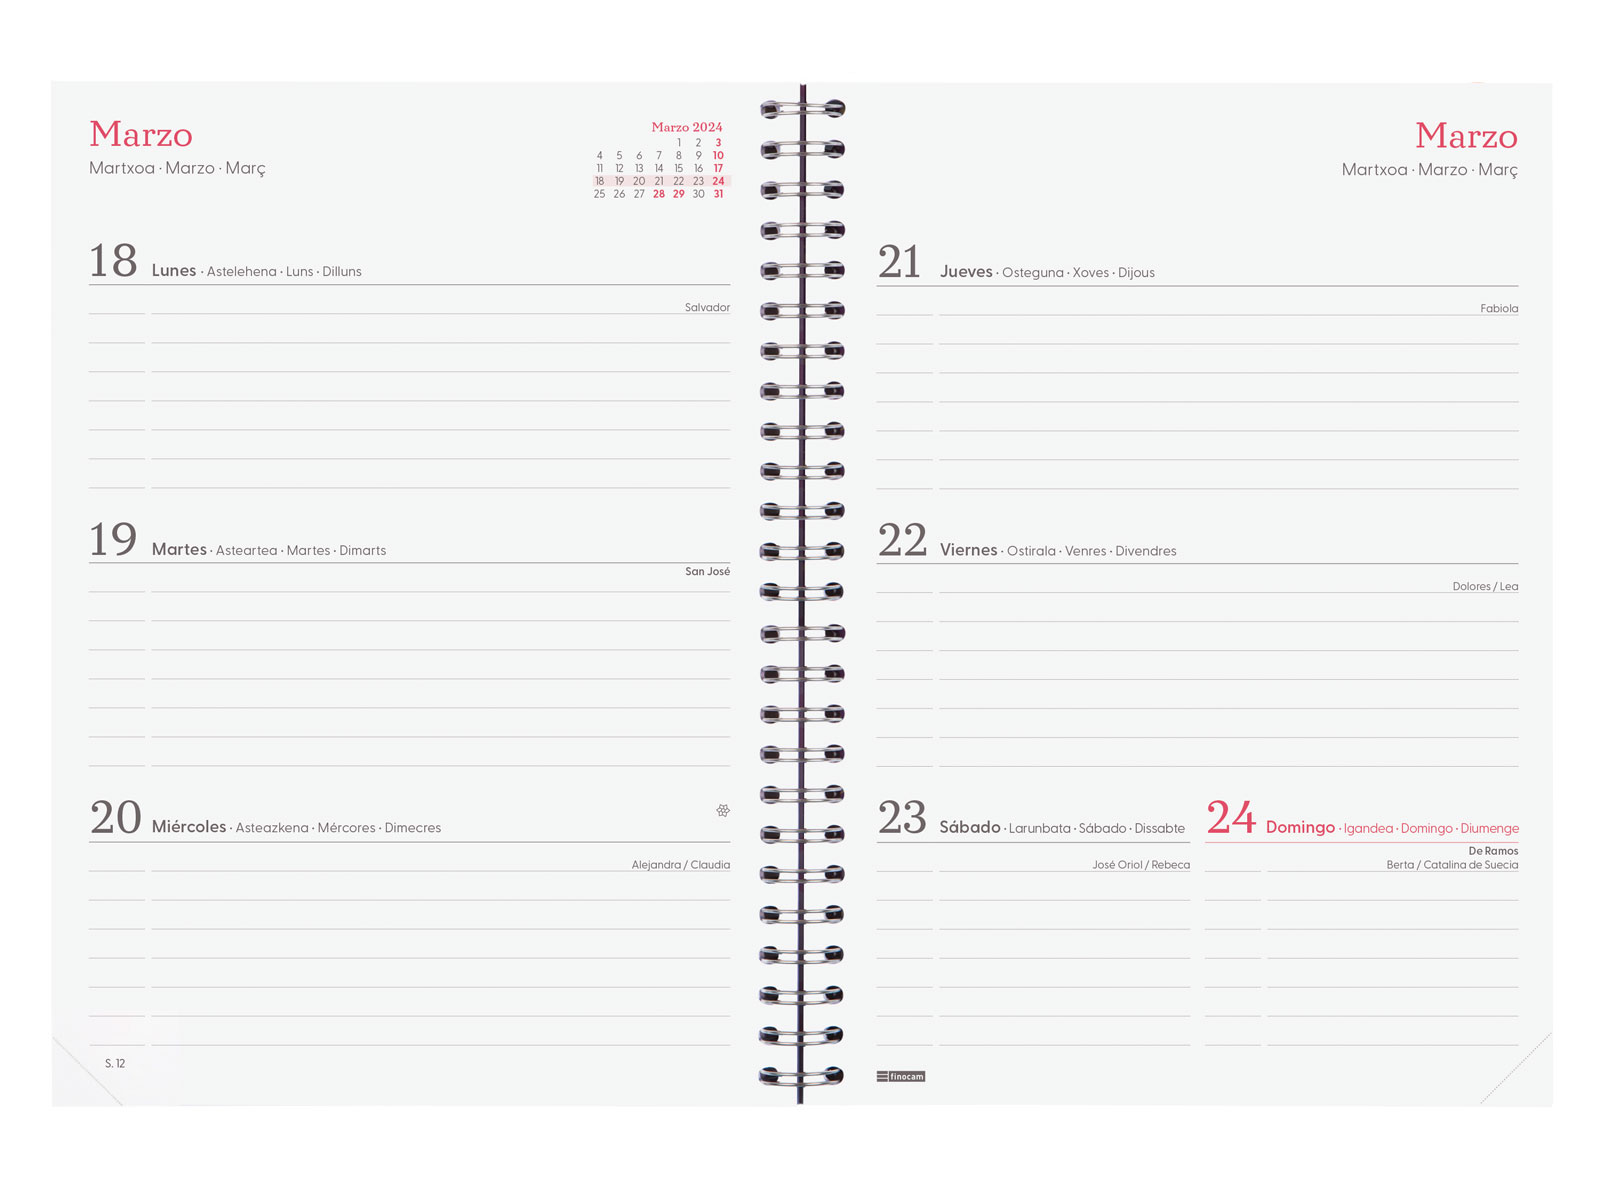 Marzo
Martxoa · Marzo · Març
Marzo 2024
1 2 3
4 5 6 7 8 9 10
11 12 13 14 15 16 17
18 19 20 21 22 23 24
25 26 27 28 29 30 31
18 Lunes · Astelehena · Luns · Dilluns
Salvador
19 Martes · Asteartea · Martes · Dimarts
San José
20 Miércoles · Asteazkena · Mércores · Dimecres
Alejandra / Claudia
S. 12
Marzo
Martxoa · Marzo · Març
21 Jueves · Osteguna · Xoves · Dijous
Fabiola
22 Viernes · Ostirala · Venres · Divendres
Dolores / Lea
23 Sábado · Larunbata · Sábado · Dissabte
José Oriol / Rebeca
24 Domingo · Igandea · Domingo · Diumenge
De Ramos
Berta / Catalina de Suecia
finocam